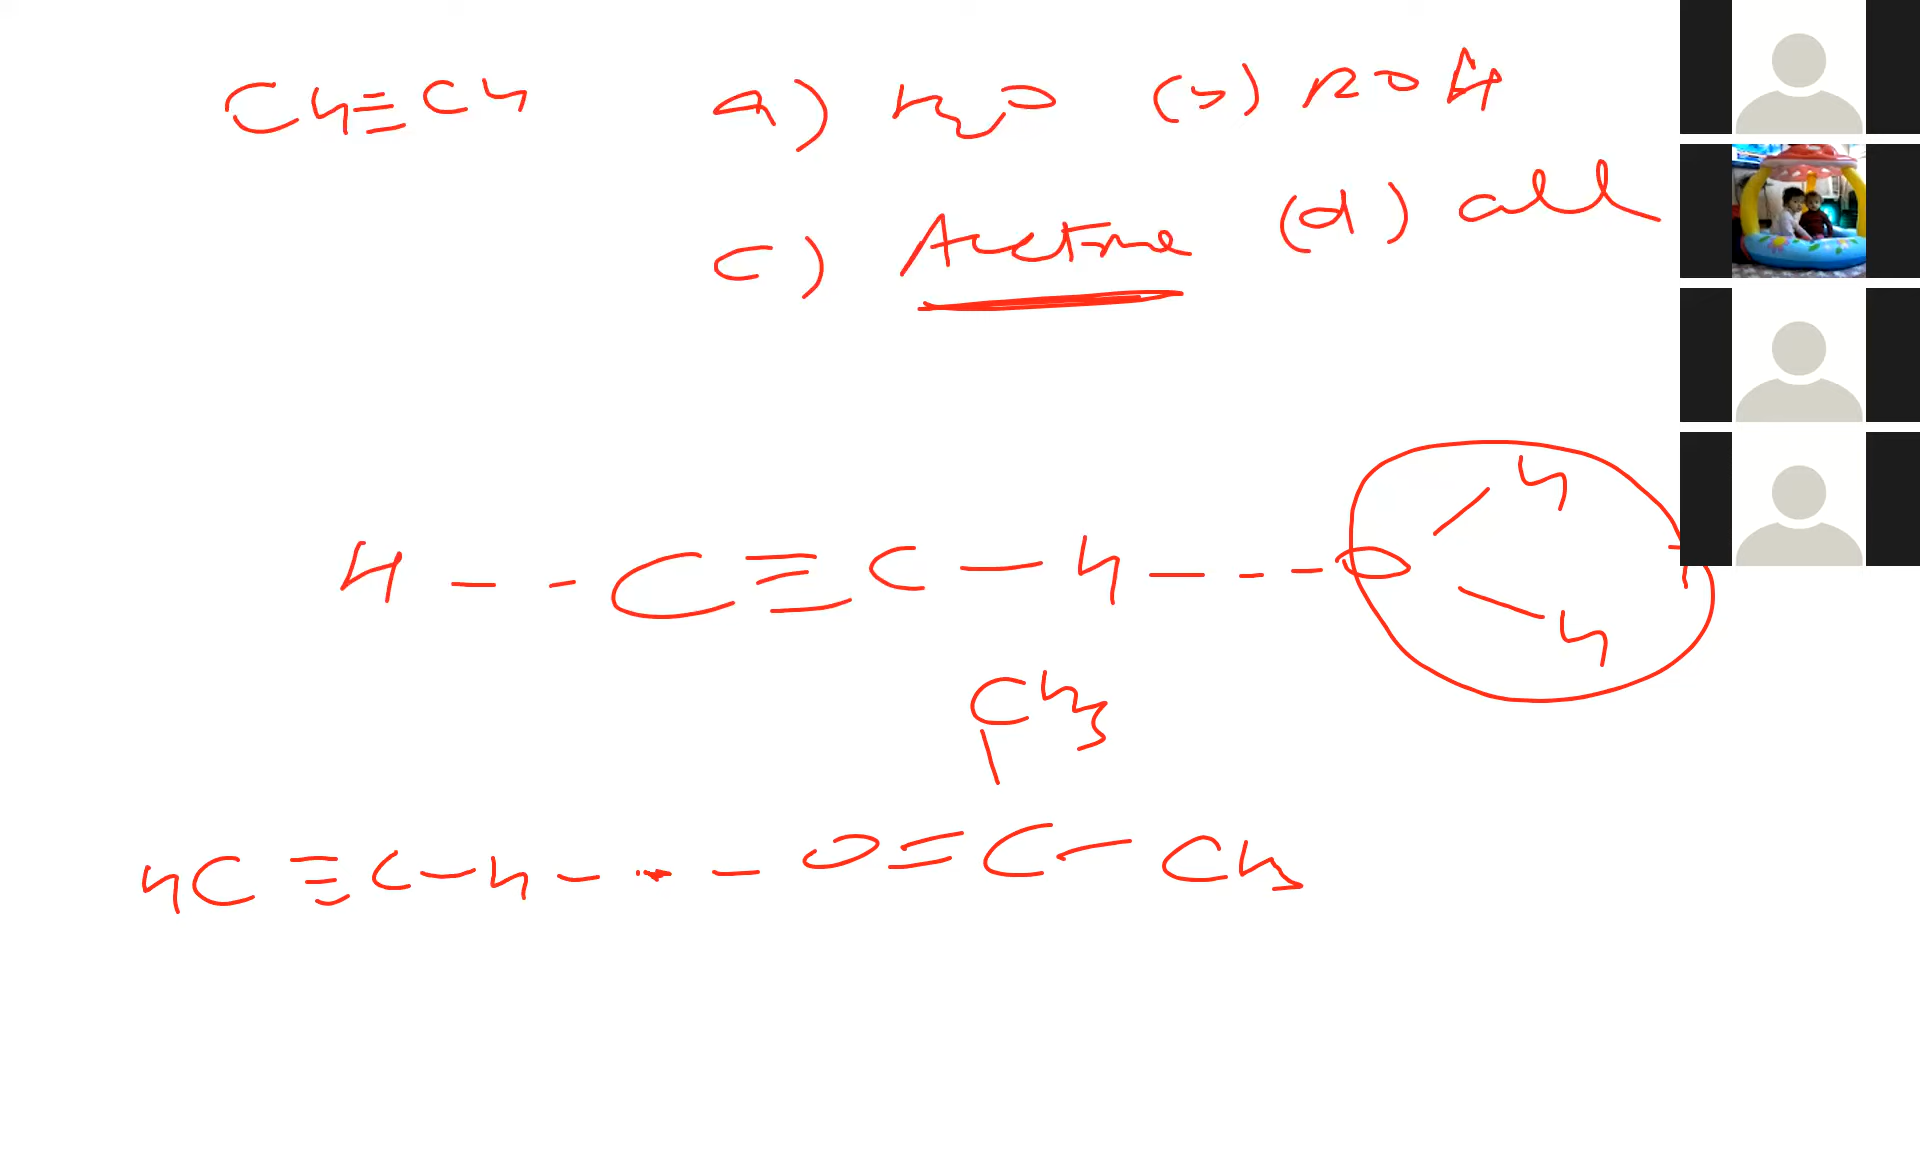 CH≡CH a) H2O (b) ROH
c) Acetone (d) all
H - - C≡C-H - - - O
H
H
CH3
HC≡C-H - - - O=C-CH3